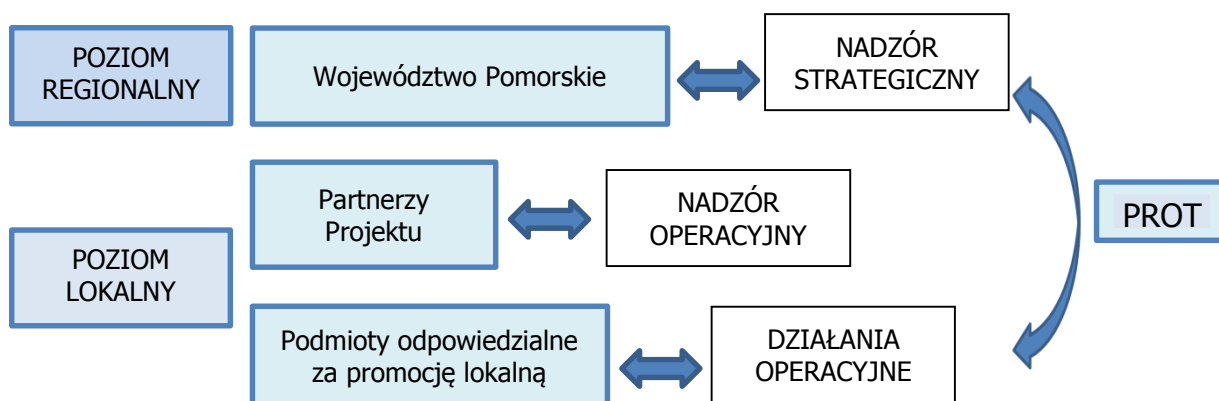 POZIOM
REGIONALNY
Województwo Pomorskie
NADZÓR
STRATEGICZNY
Partnerzy
Projektu
NADZÓR
OPERACYJNY
PROT
POZIOM
LOKALNY
Podmioty odpowiedzialne
za promocję lokalną
DZIAŁANIA
OPERACYJNE